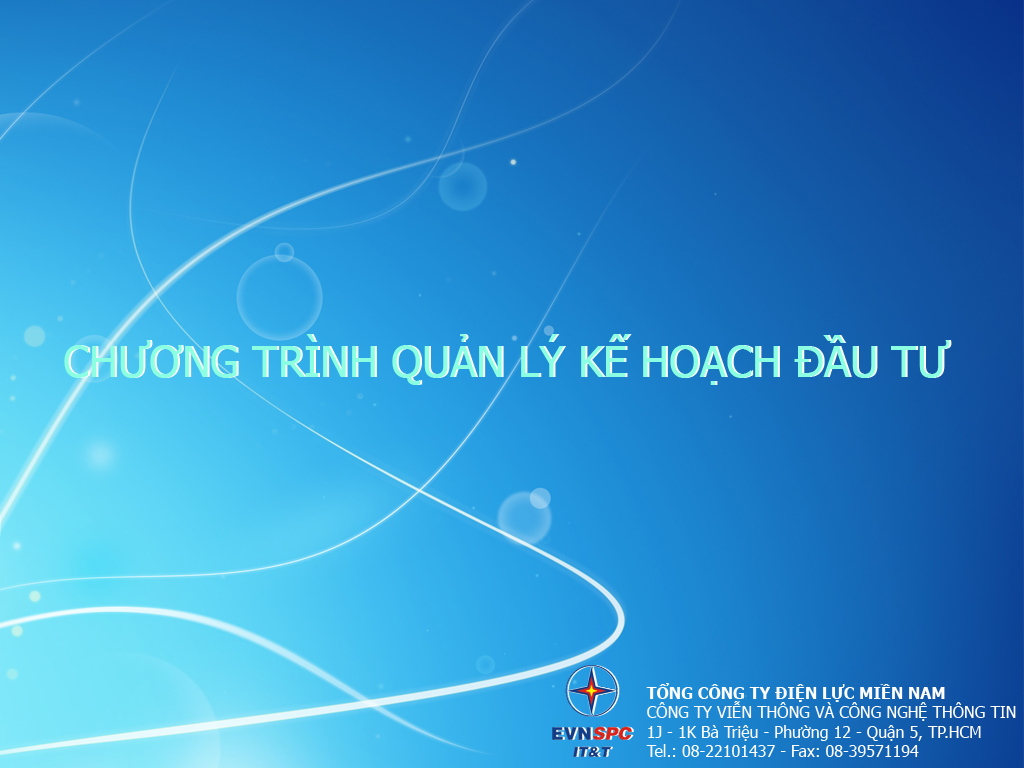 CHƯƠNG TRÌNH QUẢN LÝ KẾ HOẠCH ĐẦU TƯ
EVNSPC
IT&T
TỔNG CÔNG TY ĐIỆN LỰC MIỀN NAM
CÔNG TY VIỄN THÔNG VÀ CÔNG NGHỆ THÔNG TIN
1J - 1K Bà Triệu - Phường 12 - Quận 5, TP.HCM
Tel.: 08-22101437 - Fax: 08-39571194